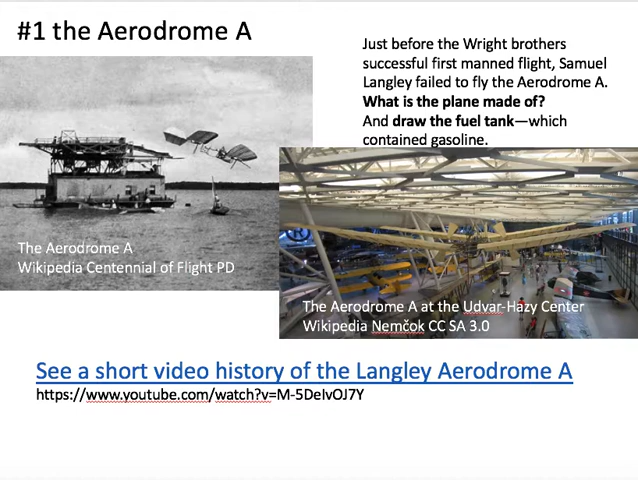 #1 the Aerodrome A
Just before the Wright brothers
successful first manned flight, Samuel
Langley failed to fly the Aerodrome A.
What is the plane made of?
And draw the fuel tank—which
contained gasoline.
The Aerodrome A
Wikipedia Centennial of Flight PD
The Aerodrome A at the Udvar-Hazy Center
Wikipedia Nemčok CC SA 3.0
See a short video history of the Langley Aerodrome A
https://www.youtube.com/watch?v=M-5DeIvOJ7Y